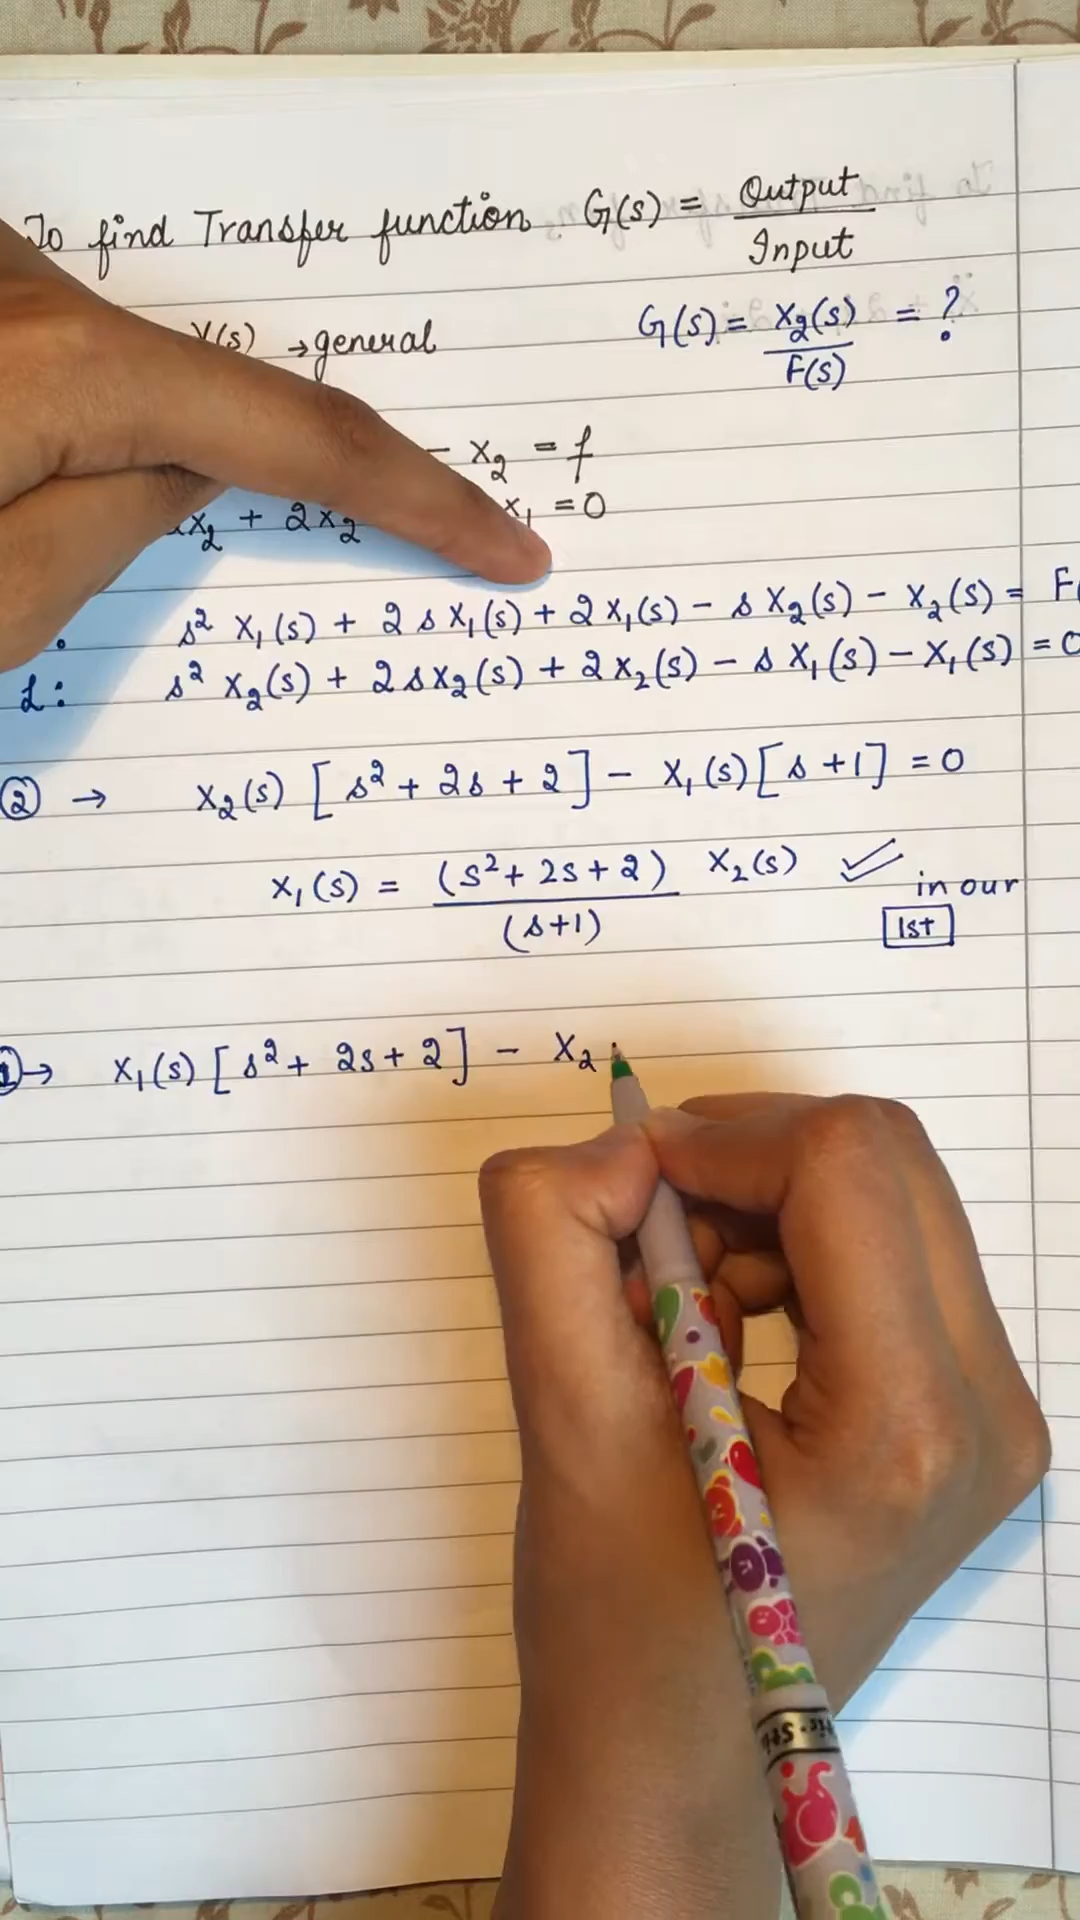 To find Transfer function G(s) = Output / Input
(s) → general
G(s) = X₂(s) / F(s) = ?
− x₂ = f
x₂ + 2x₂ x₁ = 0
s² X₁(s) + 2s X₁(s) + 2X₁(s) − s X₂(s) − X₂(s) = F(
L: s² X₂(s) + 2s X₂(s) + 2X₂(s) − s X₁(s) − X₁(s) = 0
② → X₂(s) [s² + 2s + 2] − X₁(s) [s + 1] = 0
X₁(s) = (s² + 2s + 2) / (s+1) X₂(s) in our
1st
① → X₁(s) [s² + 2s + 2] − X₂